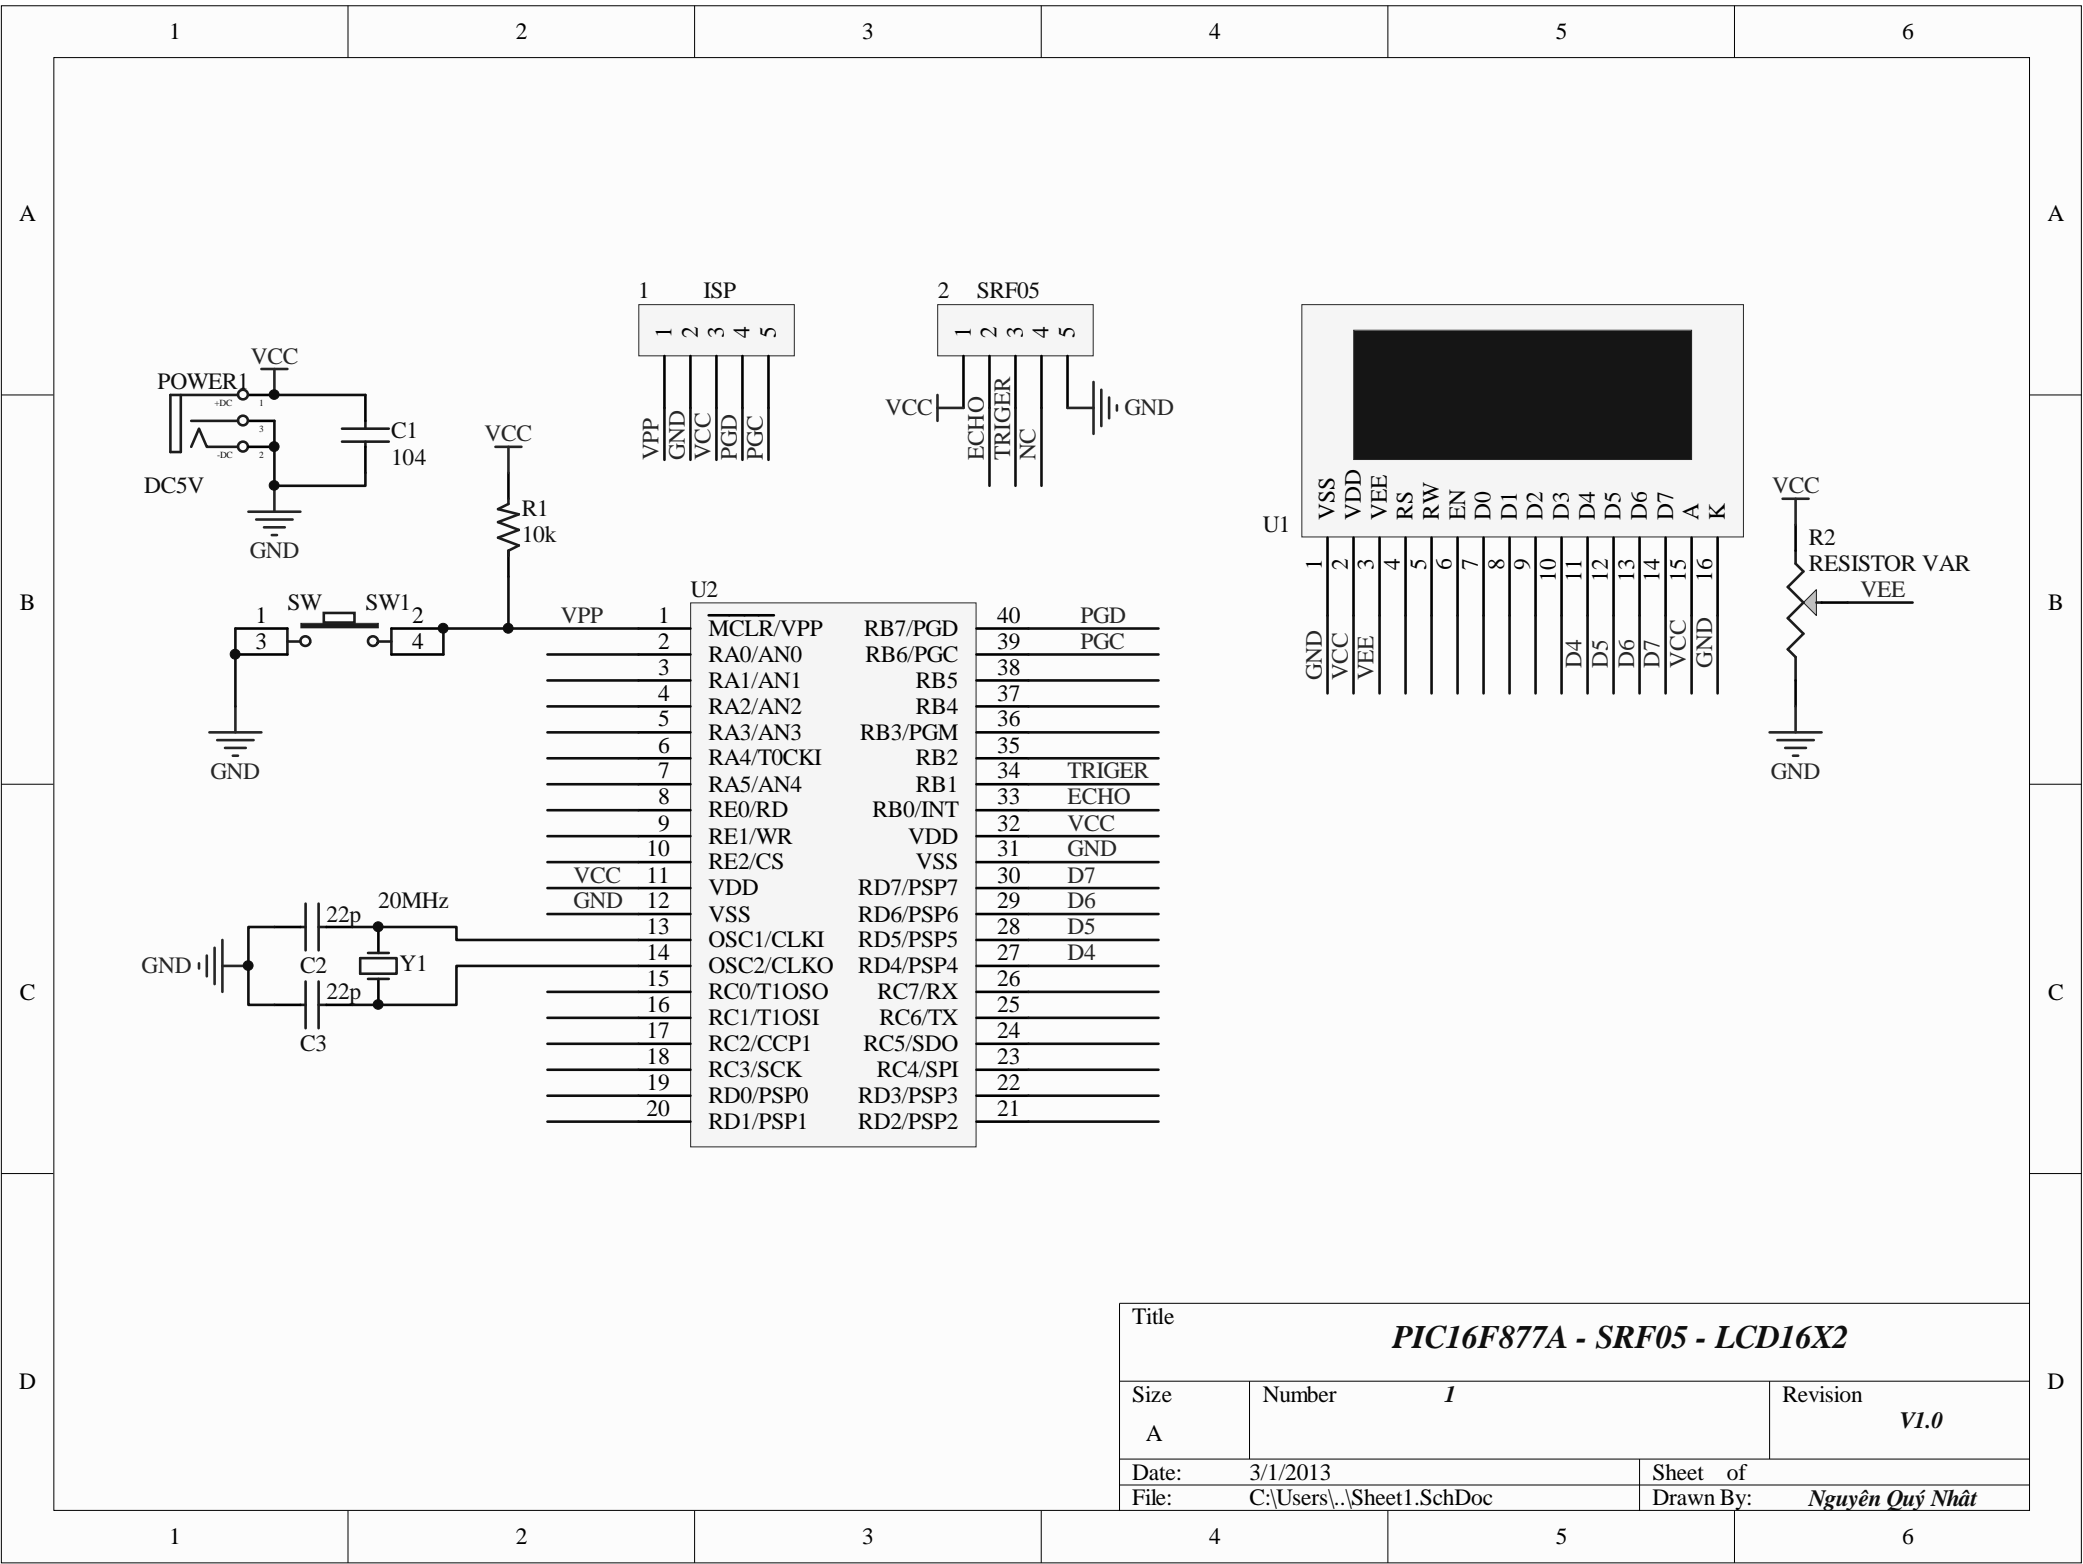 1 2 3 4 5 6
A A
B B
C C
D D
1 ISP
1 2 3 4 5
VPP
GND
VCC
PGD
PGC
2 SRF05
1 2 3 4 5
VCC
ECHO
TRIGER
NC
GND
VCC
POWER1
+DC 1
3
-DC 2
C1
104
DC5V
GND
VCC
R1
10k
SW SW1
1 2
3 4
GND
VPP
U2
1 MCLR/VPP RB7/PGD 40 PGD
2 RA0/AN0 RB6/PGC 39 PGC
3 RA1/AN1 RB5 38
4 RA2/AN2 RB4 37
5 RA3/AN3 RB3/PGM 36
6 RA4/T0CKI RB2 35
7 RA5/AN4 RB1 34 TRIGER
8 RE0/RD RB0/INT 33 ECHO
9 RE1/WR VDD 32 VCC
10 RE2/CS VSS 31 GND
VCC 11 VDD RD7/PSP7 30 D7
GND 12 VSS RD6/PSP6 29 D6
13 OSC1/CLKI RD5/PSP5 28 D5
14 OSC2/CLKO RD4/PSP4 27 D4
15 RC0/T1OSO RC7/RX 26
16 RC1/T1OSI RC6/TX 25
17 RC2/CCP1 RC5/SDO 24
18 RC3/SCK RC4/SPI 23
19 RD0/PSP0 RD3/PSP3 22
20 RD1/PSP1 RD2/PSP2 21
20MHz
22p
GND C2 Y1
22p
C3
U1
VSS VDD VEE RS RW EN D0 D1 D2 D3 D4 D5 D6 D7 A K
1 2 3 4 5 6 7 8 9 10 11 12 13 14 15 16
GND VCC VEE D4 D5 D6 D7 VCC GND
VCC
R2
RESISTOR VAR
VEE
GND
Title
PIC16F877A - SRF05 - LCD16X2
Size Number 1 Revision
A V1.0
Date: 3/1/2013 Sheet of
File: C:\Users\..\Sheet1.SchDoc Drawn By: Nguyên Quý Nhât
1 2 3 4 5 6